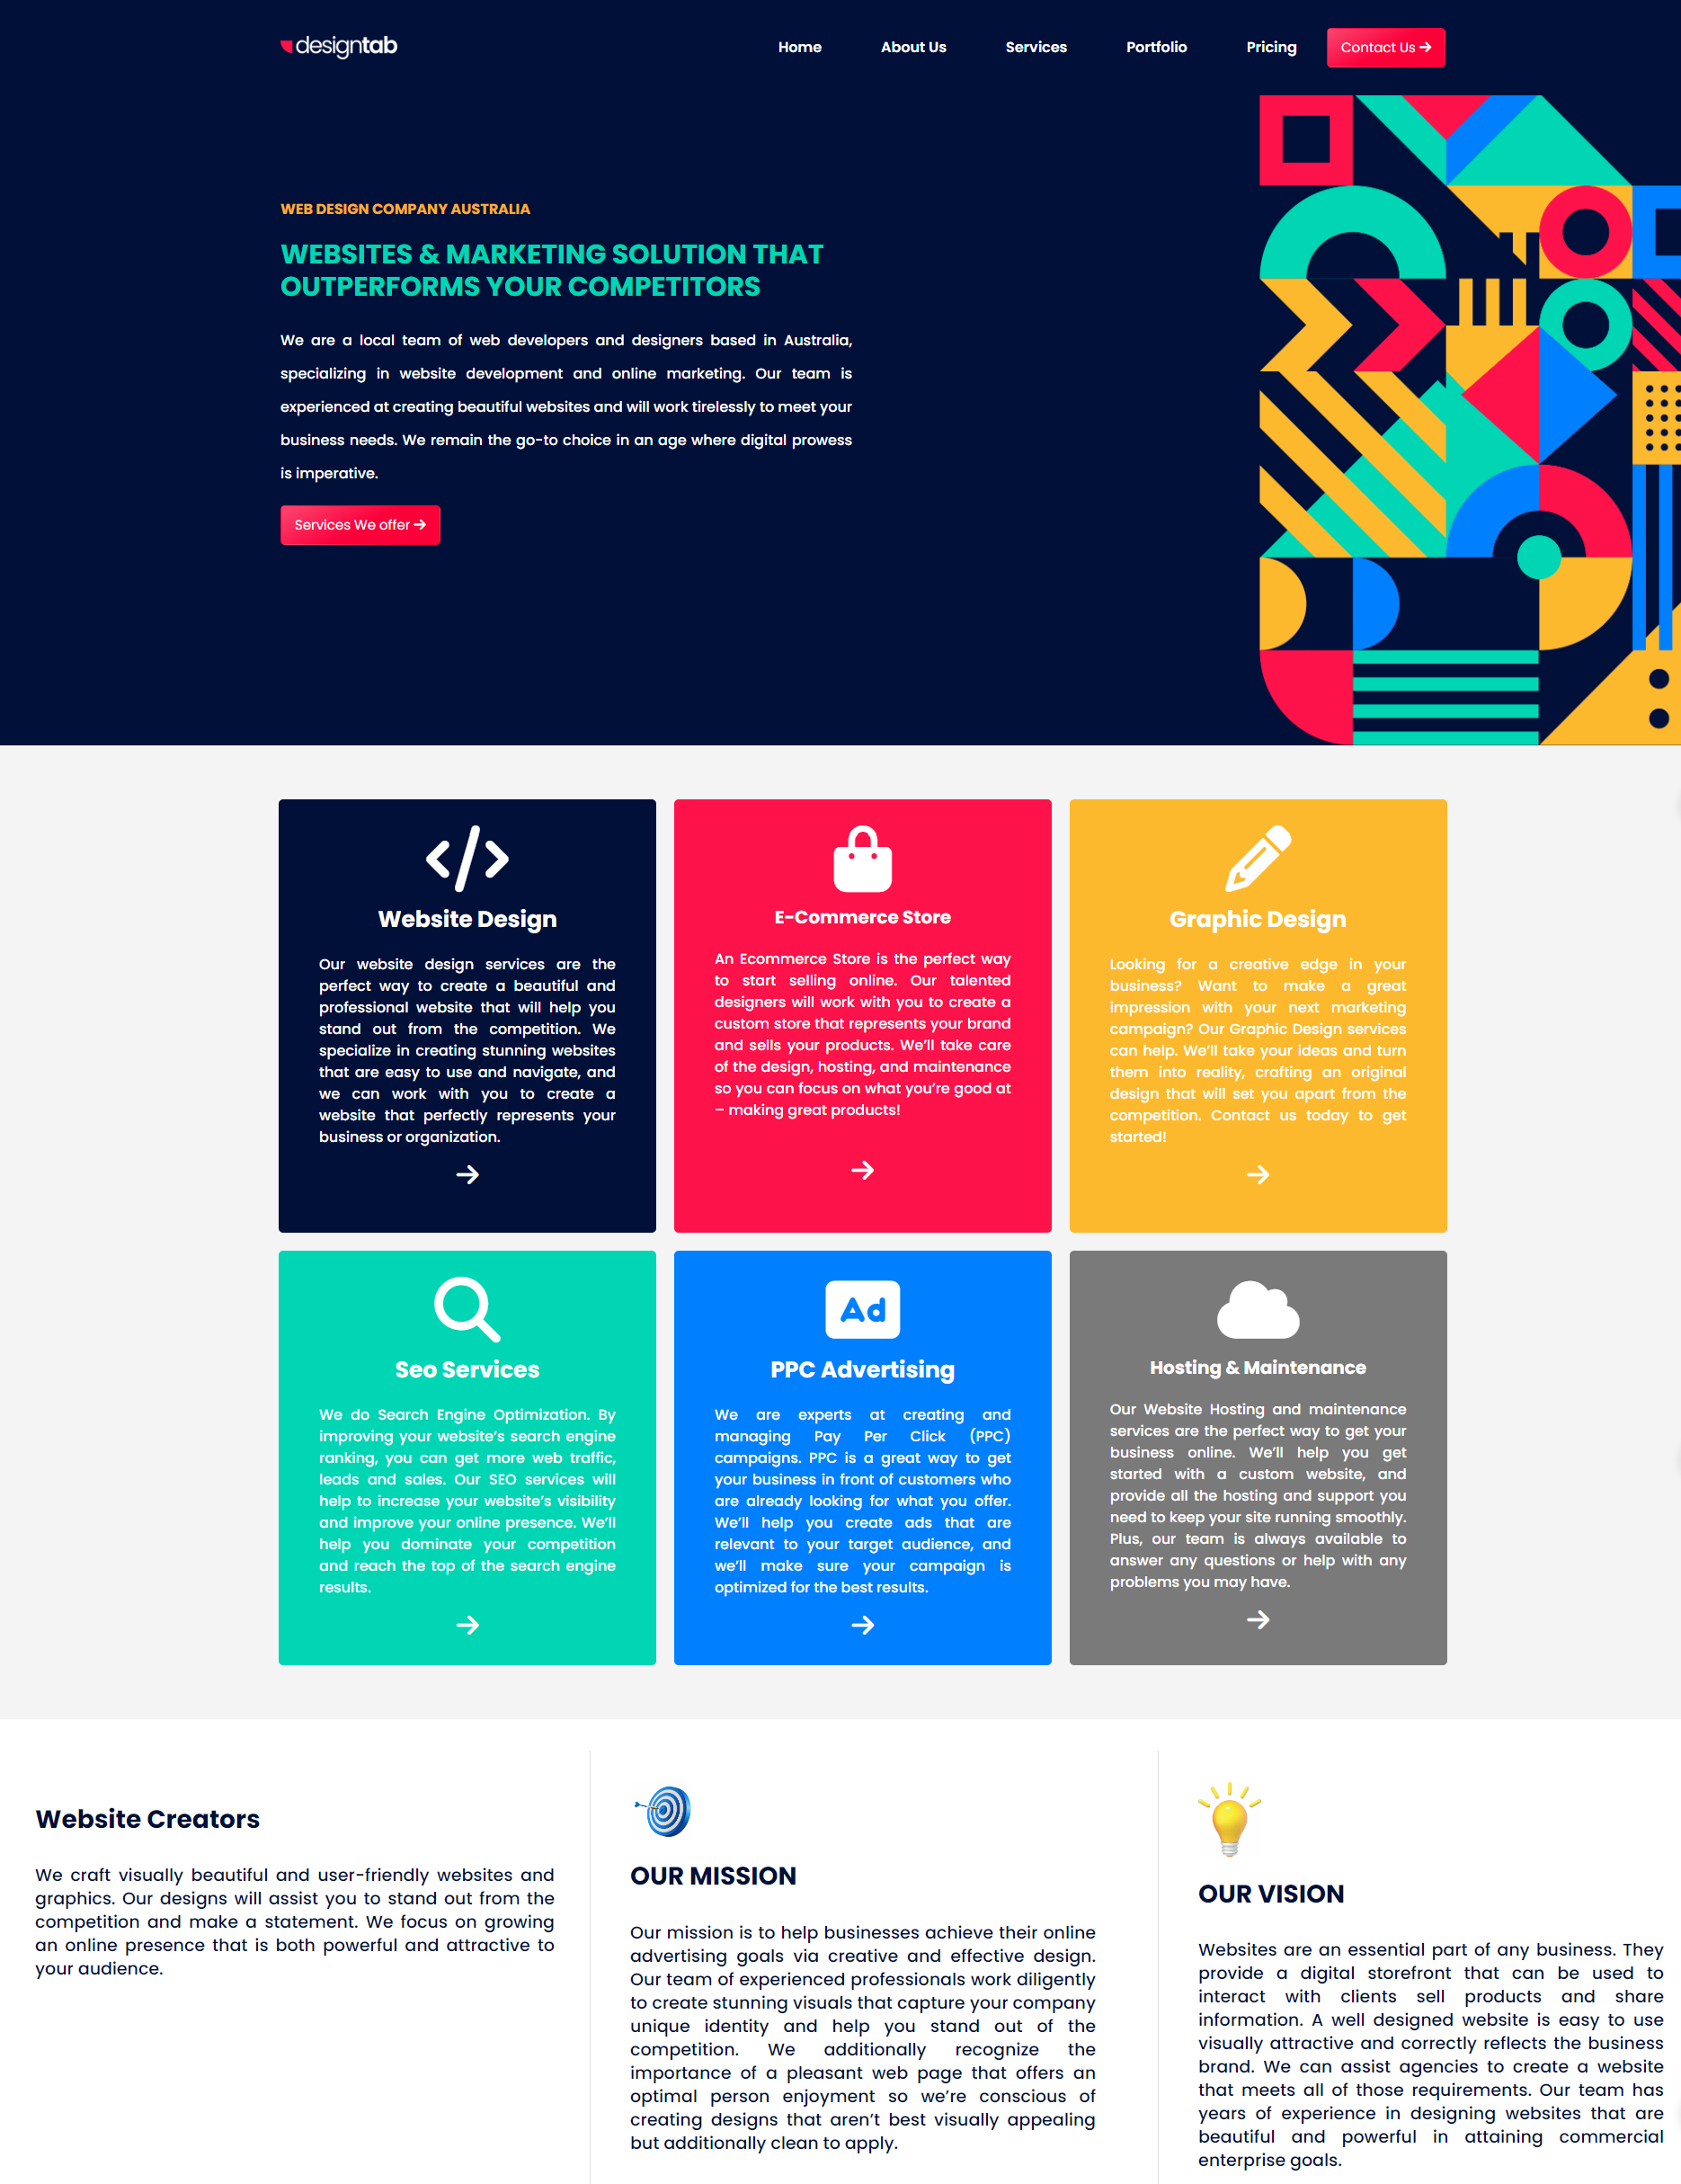 designtab
Home About Us Services Portfolio Pricing Contact Us
WEB DESIGN COMPANY AUSTRALIA
WEBSITES & MARKETING SOLUTION THAT
OUTPERFORMS YOUR COMPETITORS
We are a local team of web developers and designers based in Australia,
specializing in website development and online marketing. Our team is
experienced at creating beautiful websites and will work tirelessly to meet your
business needs. We remain the go-to choice in an age where digital prowess
is imperative.
Services We offer
Website Design
Our website design services are the
perfect way to create a beautiful and
professional website that will help you
stand out from the competition. We
specialize in creating stunning websites
that are easy to use and navigate, and
we can work with you to create a
website that perfectly represents your
business or organization.
E-Commerce Store
An Ecommerce Store is the perfect way
to start selling online. Our talented
designers will work with you to create a
custom store that represents your brand
and sells your products. We’ll take care
of the design, hosting, and maintenance
so you can focus on what you’re good at
– making great products!
Graphic Design
Looking for a creative edge in your
business? Want to make a great
impression with your next marketing
campaign? Our Graphic Design services
can help. We’ll take your ideas and turn
them into reality, crafting an original
design that will set you apart from the
competition. Contact us today to get
started!
Seo Services
We do Search Engine Optimization. By
improving your website’s search engine
ranking, you can get more web traffic,
leads and sales. Our SEO services will
help to increase your website’s visibility
and improve your online presence. We’ll
help you dominate your competition
and reach the top of the search engine
results.
Ad
PPC Advertising
We are experts at creating and
managing Pay Per Click (PPC)
campaigns. PPC is a great way to get
your business in front of customers who
are already looking for what you offer.
We’ll help you create ads that are
relevant to your target audience, and
we’ll make sure your campaign is
optimized for the best results.
Hosting & Maintenance
Our Website Hosting and maintenance
services are the perfect way to get your
business online. We’ll help you get
started with a custom website, and
provide all the hosting and support you
need to keep your site running smoothly.
Plus, our team is always available to
answer any questions or help with any
problems you may have.
Website Creators
We craft visually beautiful and user-friendly websites and
graphics. Our designs will assist you to stand out from the
competition and make a statement. We focus on growing
an online presence that is both powerful and attractive to
your audience.
OUR MISSION
Our mission is to help businesses achieve their online
advertising goals via creative and effective design.
Our team of experienced professionals work diligently
to create stunning visuals that capture your company
unique identity and help you stand out of the
competition. We additionally recognize the
importance of a pleasant web page that offers an
optimal person enjoyment so we’re conscious of
creating designs that aren’t best visually appealing
but additionally clean to apply.
OUR VISION
Websites are an essential part of any business. They
provide a digital storefront that can be used to
interact with clients sell products and share
information. A well designed website is easy to use
visually attractive and correctly reflects the business
brand. We can assist agencies to create a website
that meets all of those requirements. Our team has
years of experience in designing websites that are
beautiful and powerful in attaining commercial
enterprise goals.